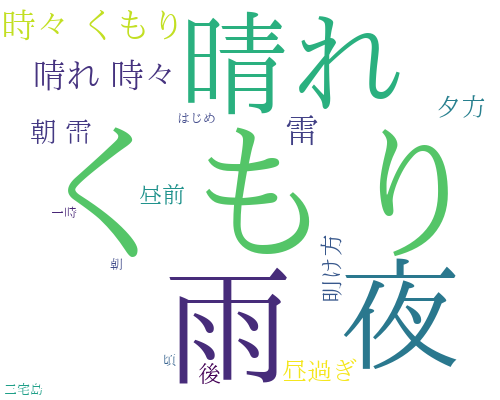 時々 くもり
晴れ
晴れ 時々
夕方
はじめ
朝 雷
雷
くもり
昼前
一時
明け方
朝
雨
夜
頃
後
昼過ぎ
三宅島